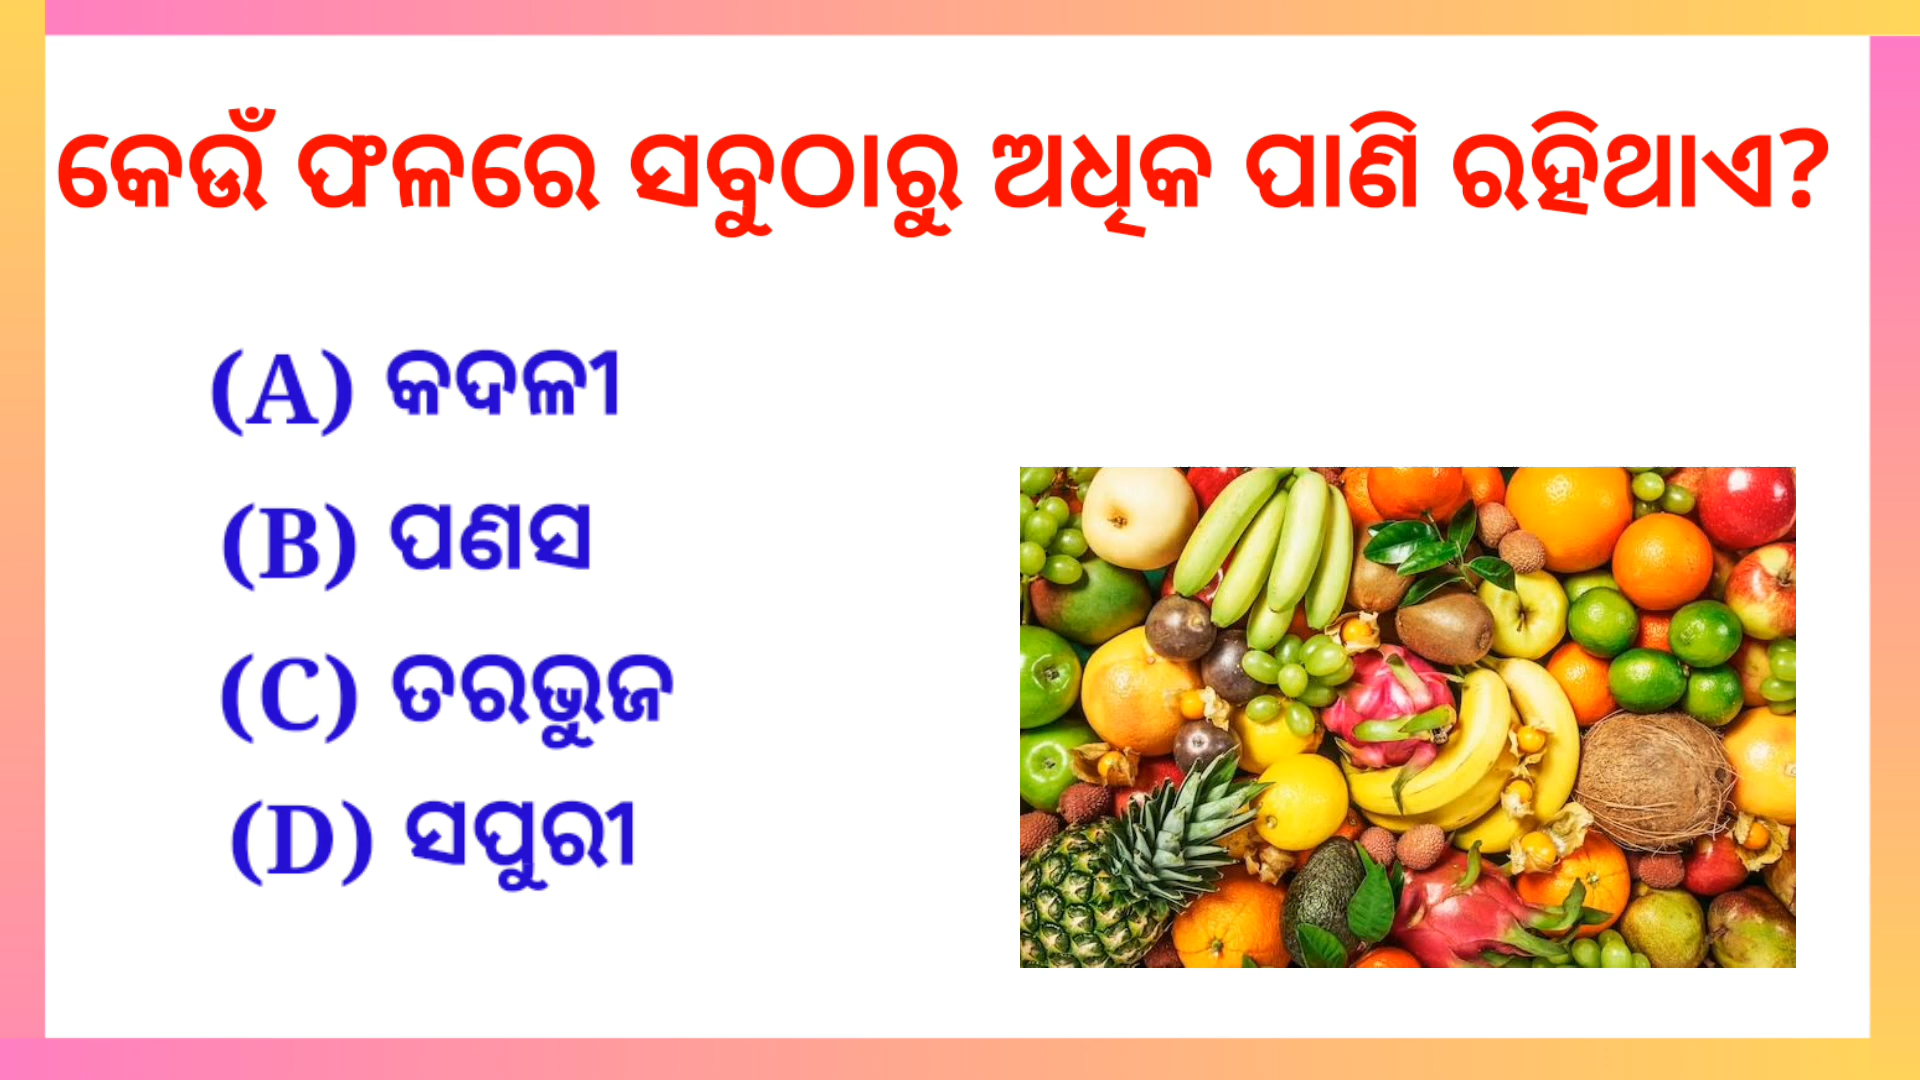 କେଉଁ ଫଳରେ ସବୁଠାରୁ ଅଧିକ ପାଣି ରହିଥାଏ?
(A) କଦଳୀ
(B) ପଣସ
(C) ତରଭୁଜ
(D) ସପୁରୀ